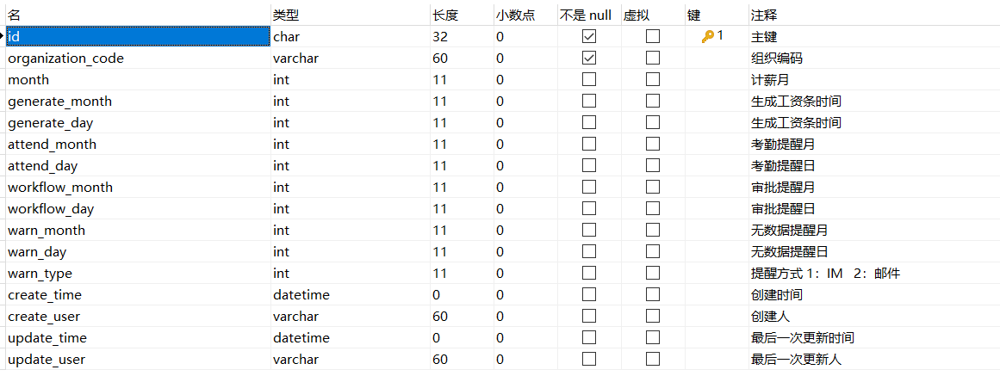 名 类型 长度 小数点 不是 null 虚拟 键 注释
id char 32 0 1 主键
organization_code varchar 60 0 组织编码
month int 11 0 计薪月
generate_month int 11 0 生成工资条时间
generate_day int 11 0 生成工资条时间
attend_month int 11 0 考勤提醒月
attend_day int 11 0 考勤提醒日
workflow_month int 11 0 审批提醒月
workflow_day int 11 0 审批提醒日
warn_month int 11 0 无数据提醒月
warn_day int 11 0 无数据提醒日
warn_type int 11 0 提醒方式 1：IM 2：邮件
create_time datetime 0 0 创建时间
create_user varchar 60 0 创建人
update_time datetime 0 0 最后一次更新时间
update_user varchar 60 0 最后一次更新人